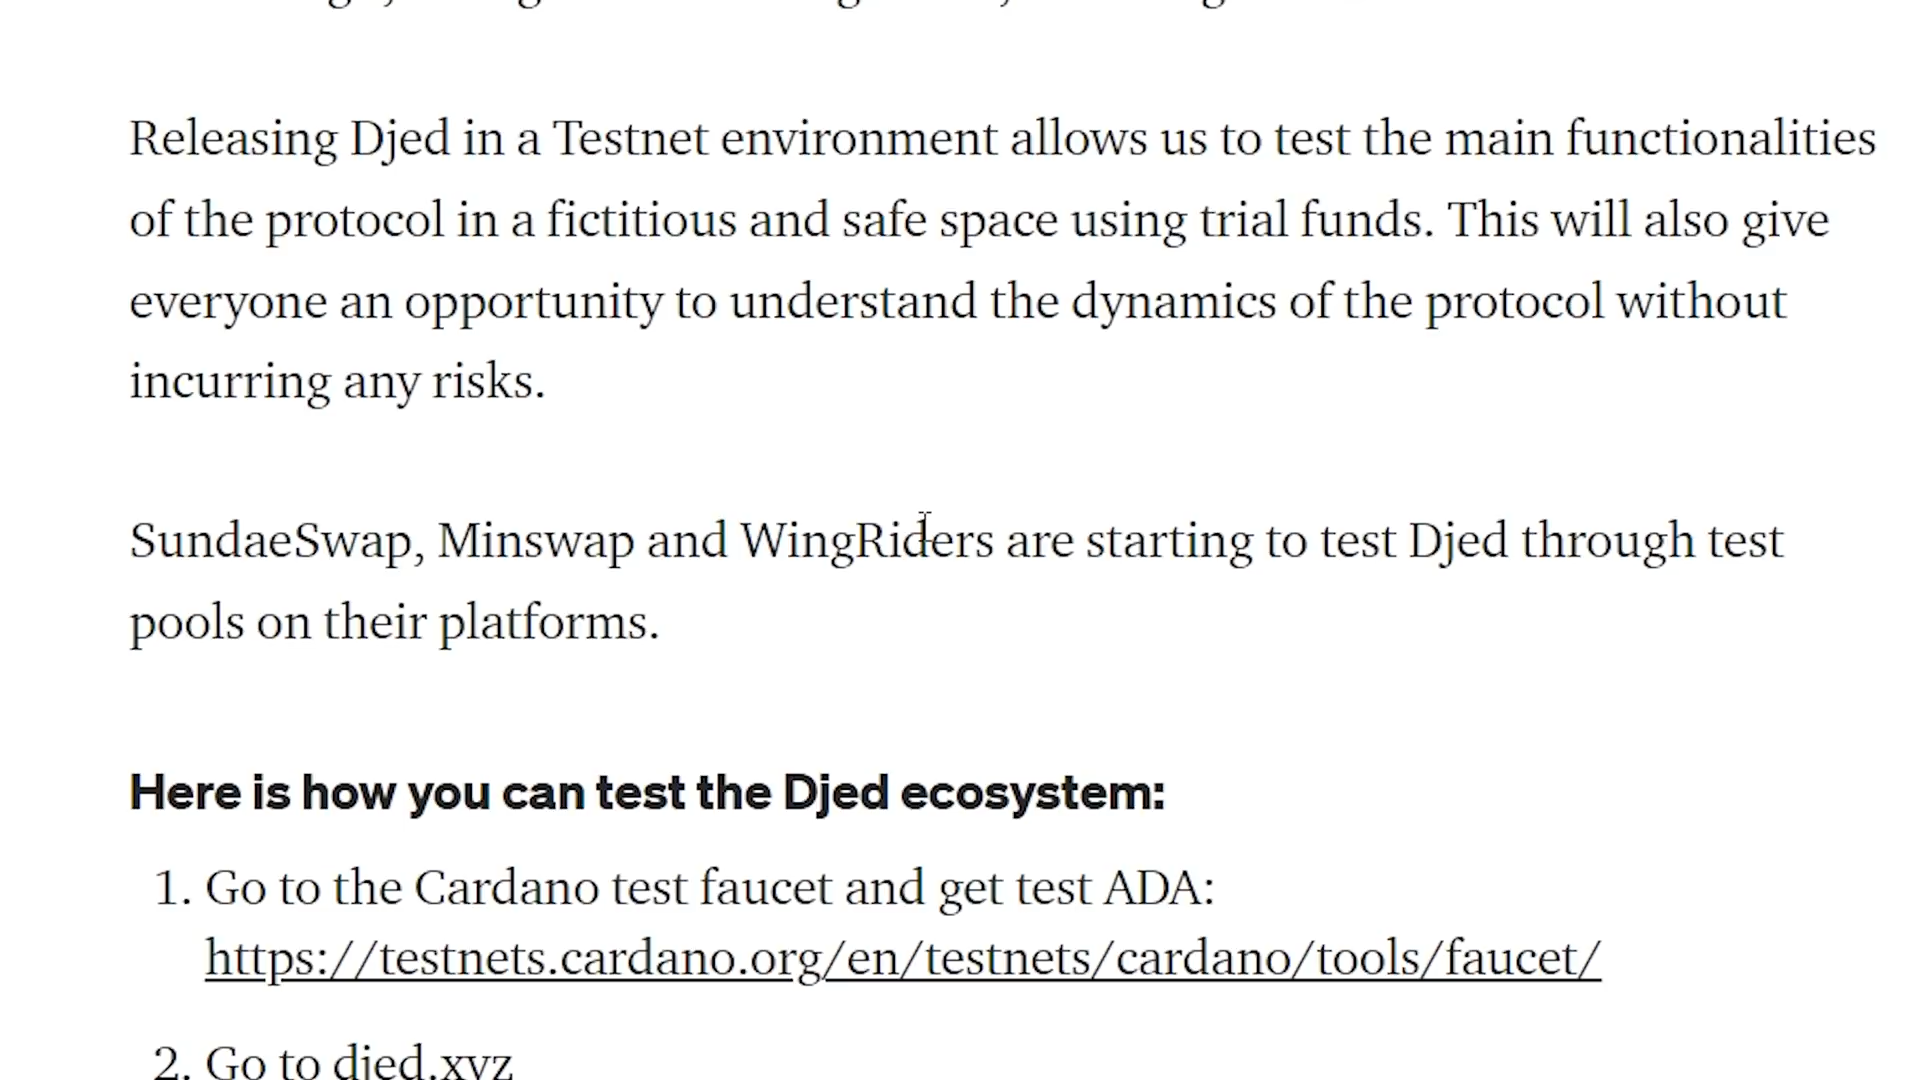 Releasing Djed in a Testnet environment allows us to test the main functionalities
of the protocol in a fictitious and safe space using trial funds. This will also give
everyone an opportunity to understand the dynamics of the protocol without
incurring any risks.
SundaeSwap, Minswap and WingRiders are starting to test Djed through test
pools on their platforms.
Here is how you can test the Djed ecosystem:
1. Go to the Cardano test faucet and get test ADA:
https://testnets.cardano.org/en/testnets/cardano/tools/faucet/
2. Go to djed.xyz